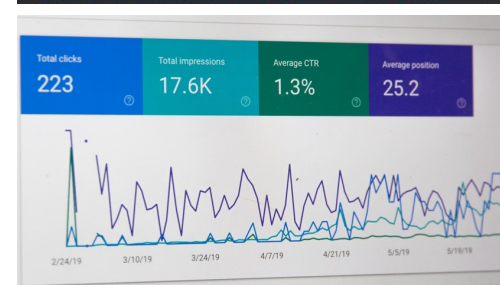 Total clicks
223
Total impressions
17.6K
Average CTR
1.3%
Average position
25.2
2/24/19 3/10/19 3/24/19 4/7/19 4/21/19 5/5/19 5/19/19